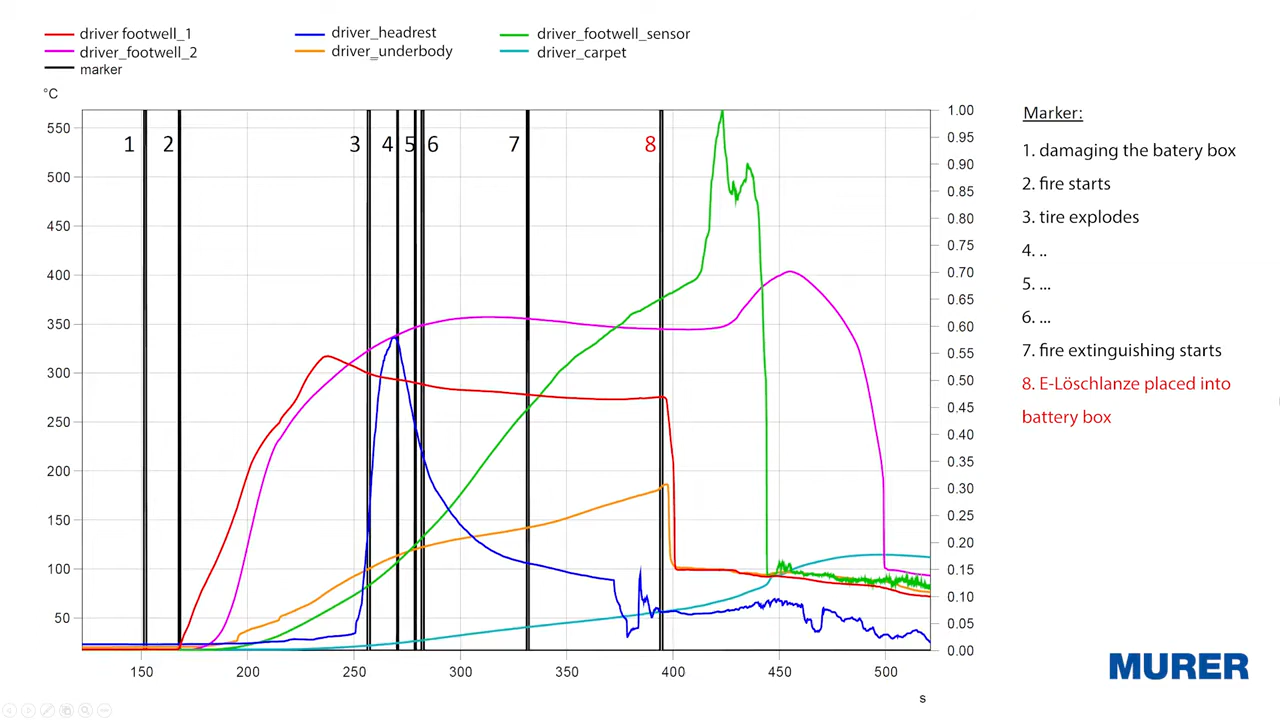 driver footwell_1
driver_headrest
driver_footwell_sensor
driver_footwell_2
driver_underbody
driver_carpet
marker
°C
1 2 3 4 5 6 7 8
550
500
450
400
350
300
250
200
150
100
50
1.00
0.95
0.90
0.85
0.80
0.75
0.70
0.65
0.60
0.55
0.50
0.45
0.40
0.35
0.30
0.25
0.20
0.15
0.10
0.05
0.00
150 200 250 300 350 400 450 500
s
Marker:
1. damaging the batery box
2. fire starts
3. tire explodes
4. ..
5. ...
6. ...
7. fire extinguishing starts
8. E-Löschlanze placed into
battery box
MURER